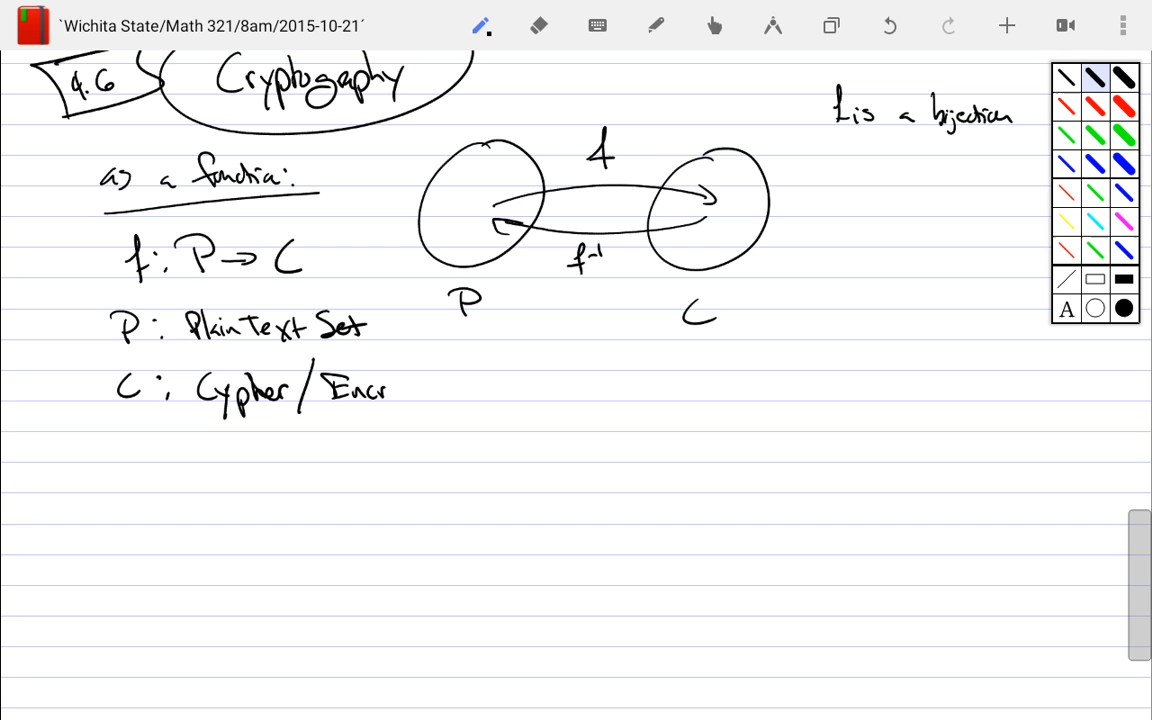 `Wichita State/Math 321/8am/2015-10-21´
4.6 Cryptography
f is a bijection
as a function:
f
f: P → C
f⁻¹
P
C
P: Plain Text Set
C: Cypher/Encr
A